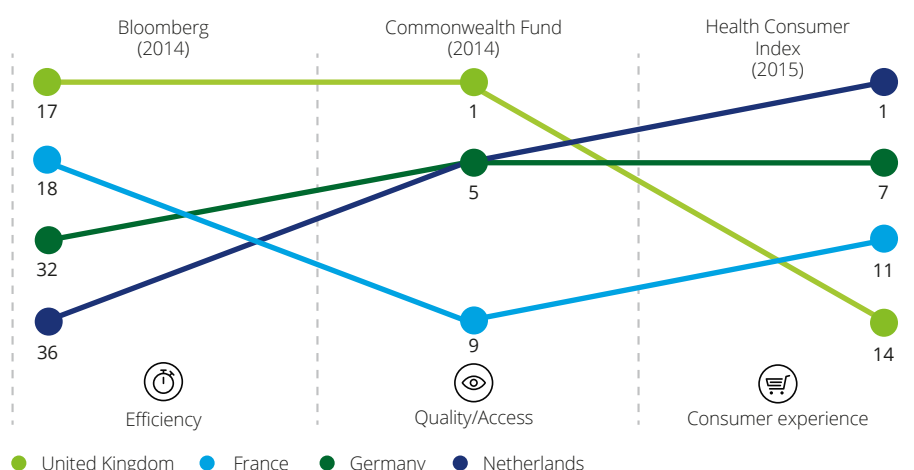 Bloomberg
(2014)
Commonwealth Fund
(2014)
Health Consumer
Index
(2015)
17
1
1
18
5
7
32
9
11
36
14
Efficiency
Quality/Access
Consumer experience
United Kingdom
France
Germany
Netherlands